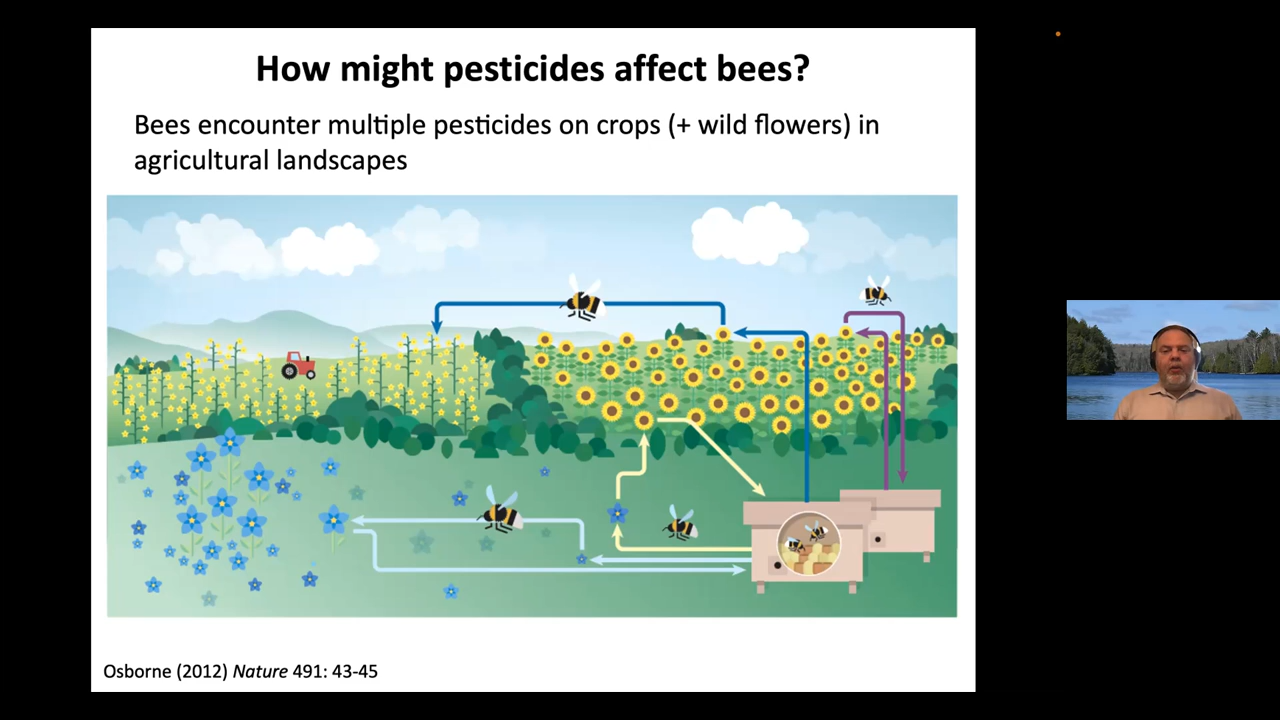 How might pesticides affect bees?
Bees encounter multiple pesticides on crops (+ wild flowers) in
agricultural landscapes
Osborne (2012) Nature 491: 43-45